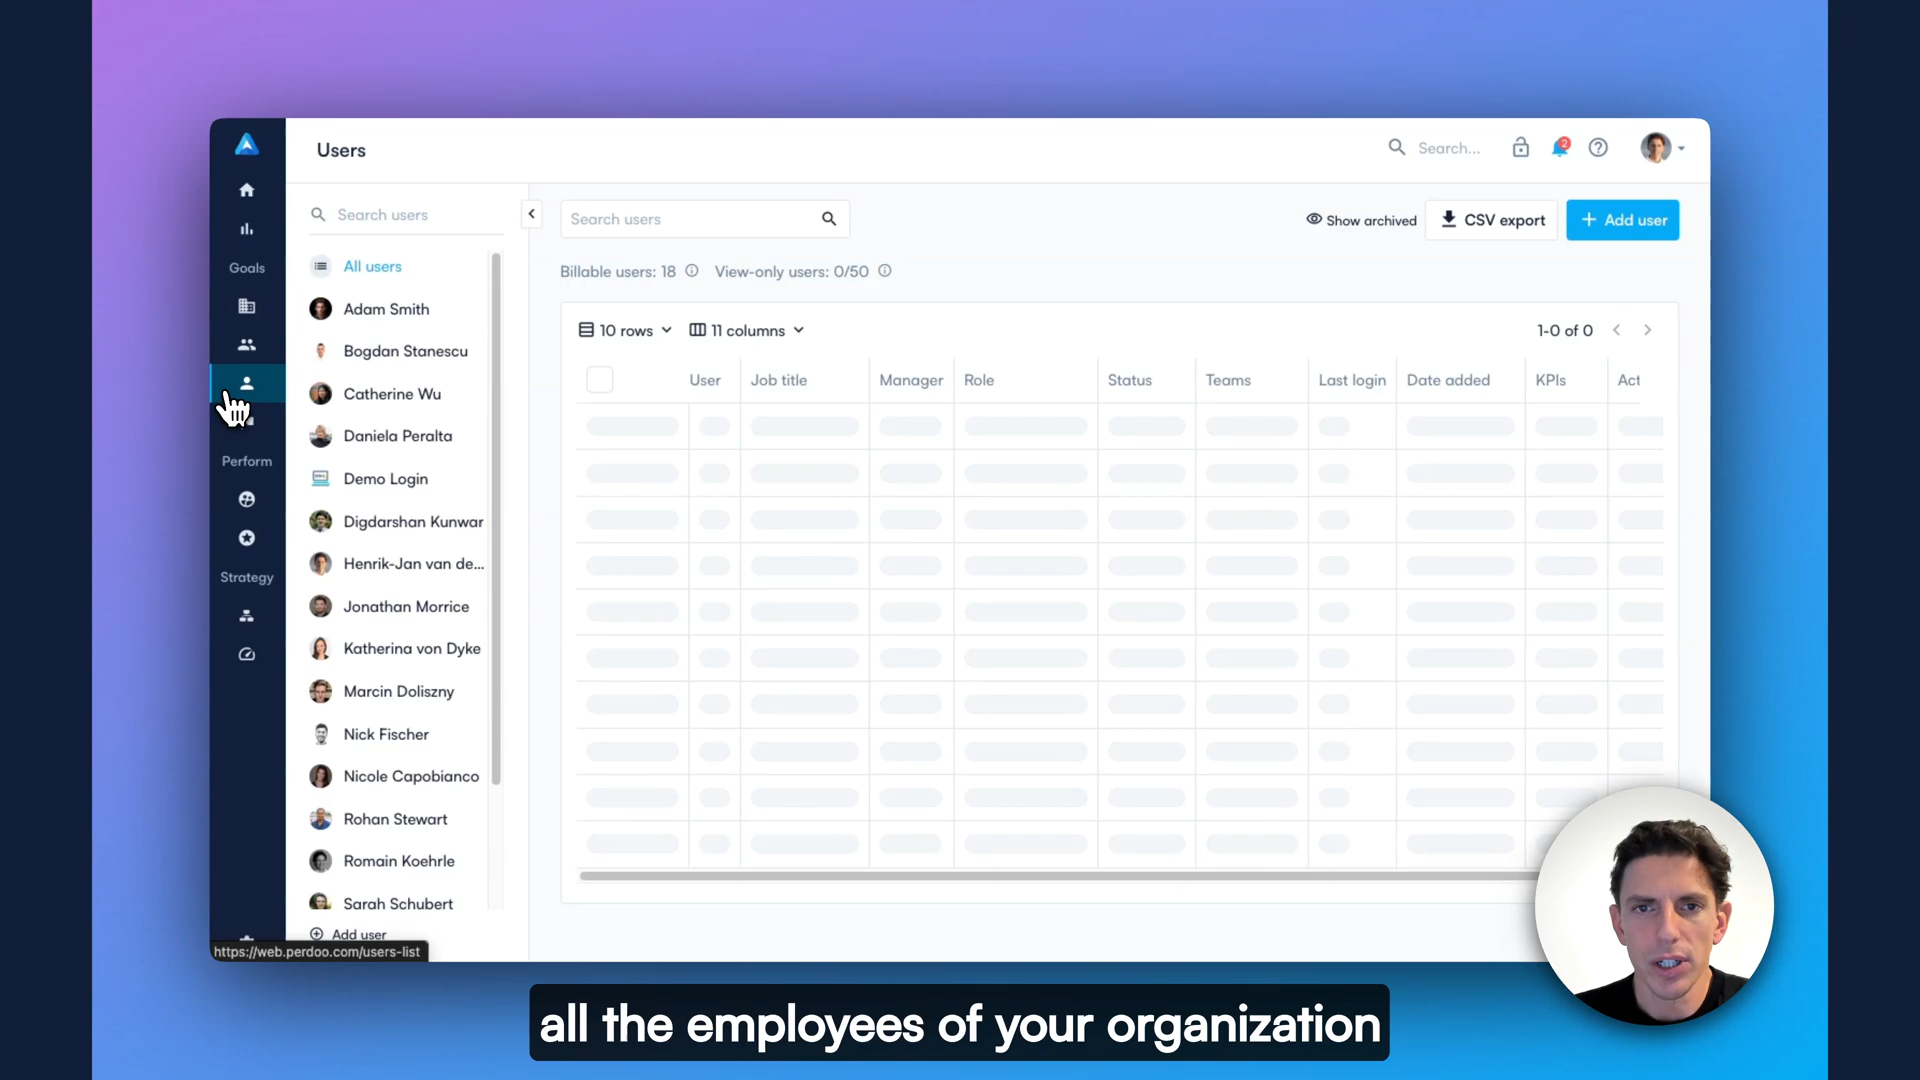 Users
Search...
2
Search users
Search users
Show archived
CSV export
+ Add user
Goals
All users
Billable users: 18
View-only users: 0/50
Adam Smith
10 rows
11 columns
1-0 of 0
Bogdan Stanescu
User
Job title
Manager
Role
Status
Teams
Last login
Date added
KPIs
Act
Catherine Wu
Daniela Peralta
Perform
Demo Login
Digdarshan Kunwar
Henrik-Jan van de...
Strategy
Jonathan Morrice
Katherina von Dyke
Marcin Doliszny
Nick Fischer
Nicole Capobianco
Rohan Stewart
Romain Koehrle
Sarah Schubert
Add user
https://web.perdoo.com/users-list
all the employees of your organization